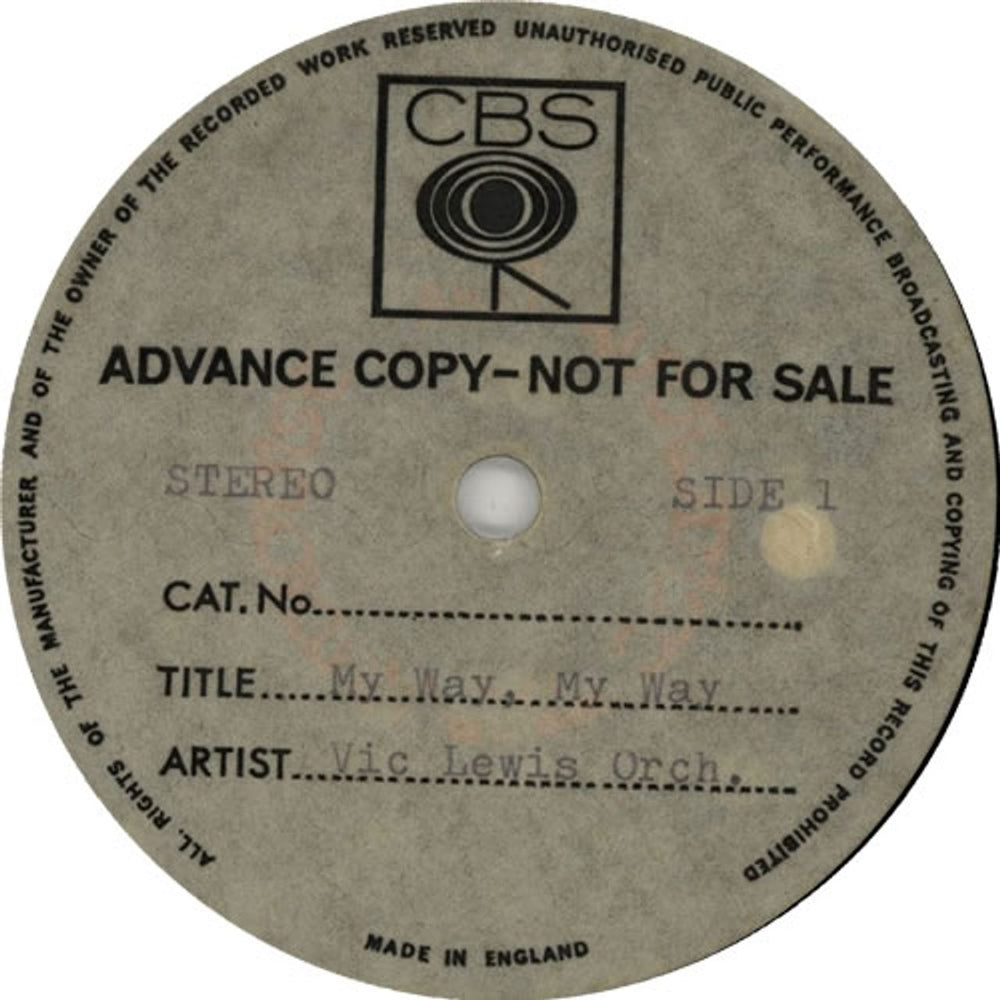 ALL RIGHTS OF THE MANUFACTURER AND OF THE OWNER OF THE RECORDED WORK RESERVED UNAUTHORISED PUBLIC PERFORMANCE BROADCASTING AND COPYING OF THIS RECORD PROHIBITED
CBS
ADVANCE COPY-NOT FOR SALE
STEREO SIDE 1
CAT. No.
TITLE..... My Way, My Way
ARTIST... Vic Lewis Orch.
MADE IN ENGLAND